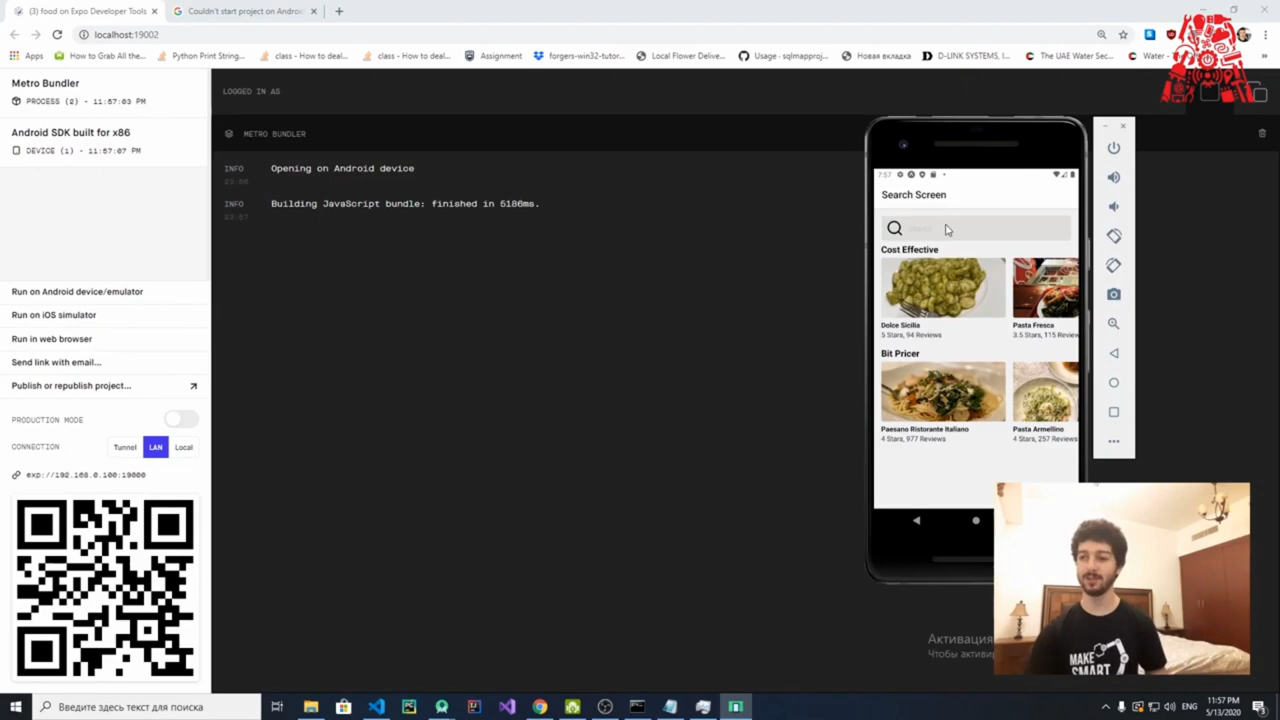 (3) food on Expo Developer Tools
Couldn't start project on Androi
localhost:19002
Apps
How to Grab All the...
Python Print String...
class - How to deal...
class - How to deal...
Assignment
forgers-win32-tutor...
Local Flower Delive...
Usage · sqlmapproj...
Новая вкладка
D-LINK SYSTEMS, I...
The UAE Water Sec...
Water -
Metro Bundler
PROCESS (2) - 11:57:03 PM
Android SDK built for x86
DEVICE (1) - 11:57:07 PM
LOGGED IN AS
METRO BUNDLER
INFO Opening on Android device
23:56
INFO Building JavaScript bundle: finished in 5186ms.
23:57
Run on Android device/emulator
Run on iOS simulator
Run in web browser
Send link with email...
Publish or republish project...
PRODUCTION MODE
CONNECTION Tunnel LAN Local
exp://192.168.0.100:19000
7:57
Search Screen
Cost Effective
Dolce Sicilia
5 Stars, 94 Reviews
Pasta Fresca
3.5 Stars, 115 Review
Bit Pricer
Paesano Ristorante Italiano
4 Stars, 977 Reviews
Pasta Armellino
4 Stars, 257 Reviews
Активация
Чтобы активи
MAKE
SMART
Введите здесь текст для поиска
ENG
11:57 PM
5/13/2020
3